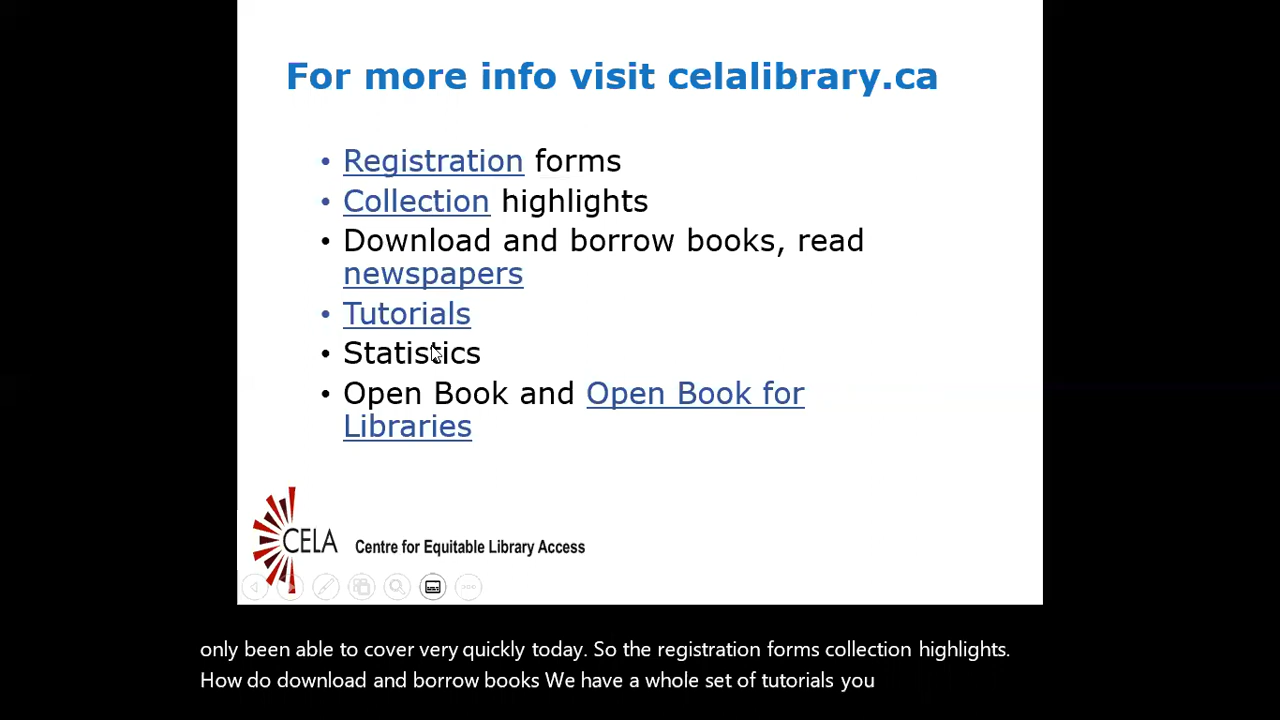 For more info visit celalibrary.ca
• Registration forms
• Collection highlights
• Download and borrow books, read
newspapers
• Tutorials
• Statistics
• Open Book and Open Book for
Libraries
CELA Centre for Equitable Library Access
only been able to cover very quickly today. So the registration forms collection highlights.
How do download and borrow books We have a whole set of tutorials you